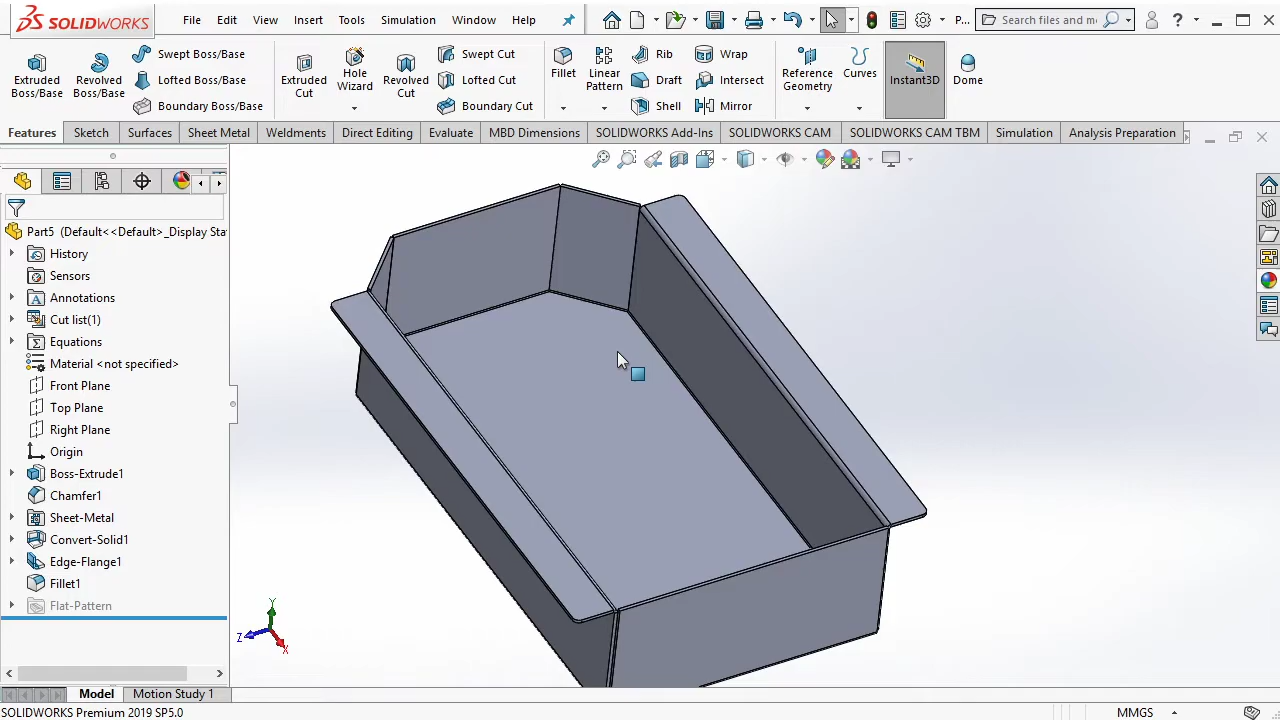 SOLIDWORKS File Edit View Insert Tools Simulation Window Help P... Search files and m
Extruded Boss/Base Revolved Boss/Base Swept Boss/Base Lofted Boss/Base Boundary Boss/Base Extruded Cut Hole Wizard Revolved Cut Swept Cut Lofted Cut Boundary Cut Fillet Linear Pattern Rib Draft Shell Wrap Intersect Mirror Reference Geometry Curves Instant3D Dome
Features Sketch Surfaces Sheet Metal Weldments Direct Editing Evaluate MBD Dimensions SOLIDWORKS Add-Ins Simulation SOLIDWORKS CAM SOLIDWORKS CAM TBM Analysis Preparation
Part5 (Default<<Default>_Display Sta
History
Sensors
Annotations
Cut list(1)
Equations
Material <not specified>
Front Plane
Top Plane
Right Plane
Origin
Boss-Extrude1
Chamfer1
Sheet-Metal
Convert-Solid1
Edge-Flange1
Fillet1
Flat-Pattern
Y
Z
X
Model Motion Study 1
SOLIDWORKS Premium 2019 SP5.0 MMGS